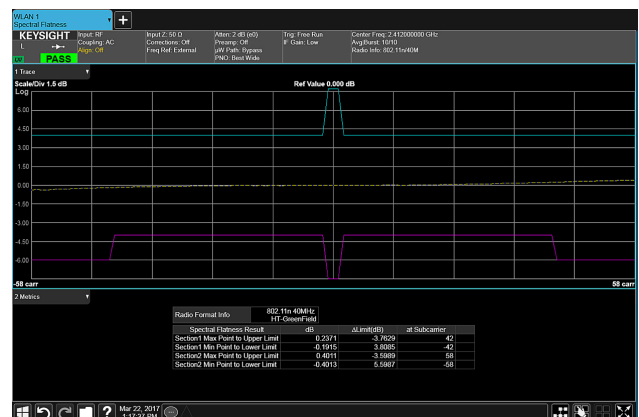 WLAN 1
Spectral Flatness
+
KEYSIGHT
L
PASS
Input: RF
Coupling: AC
Align: Off
Input Z: 50 Ω
Corrections: Off
Freq Ref: External
Atten: 2 dB (e0)
Preamp: Off
µW Path: Bypass
PNO: Best Wide
Trig: Free Run
IF Gain: Low
Center Freq: 2.412000000 GHz
Avg|Burst: 10/10
Radio Info: 802.11n/40M
1 Trace
Scale/Div 1.5 dB
Ref Value 0.000 dB
Log
6.00
4.50
3.00
1.50
0.00
-1.50
-3.00
-4.50
-6.00
-58 carr
58 carr
2 Metrics
Radio Format Info
802.11n 40MHz
HT-GreenField
Spectral Flatness Result dB ΔLimit(dB) at Subcarrier
Section1 Max Point to Upper Limit 0.2371 -3.7629 42
Section1 Min Point to Lower Limit -0.1915 3.8085 -42
Section2 Max Point to Upper Limit 0.4011 -3.5989 58
Section2 Min Point to Lower Limit -0.4013 5.5987 -58
?
Mar 22, 2017
1:17:37 PM